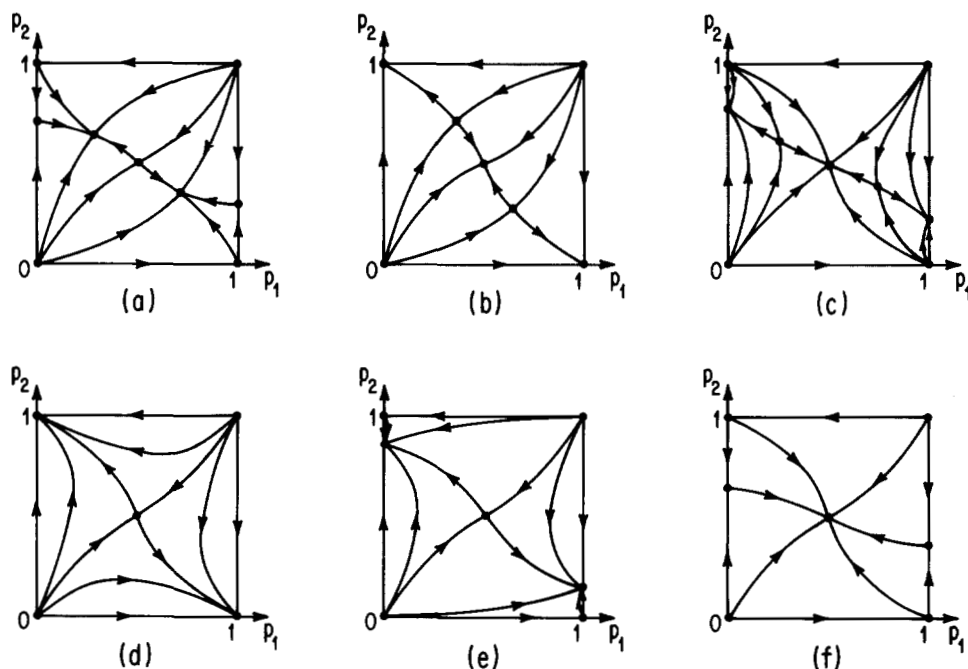 p₂ p₂ p₂
1 1 1
0 1 p₁ 0 1 p₁ 0 1 p₁
(a) (b) (c)
p₂ p₂ p₂
1 1 1
0 1 p₁ 0 1 p₁ 0 1 p₁
(d) (e) (f)